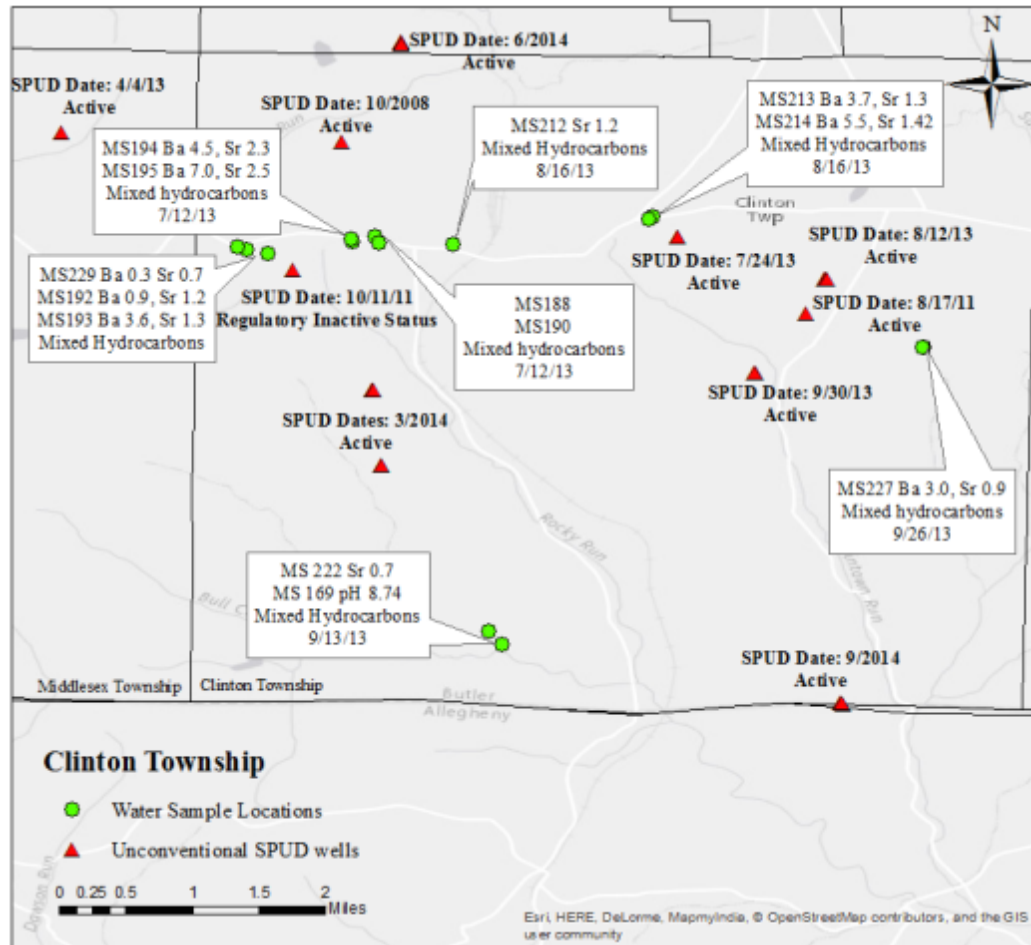 N
SPUD Date: 6/2014
Active
SPUD Date: 4/4/13
Active
SPUD Date: 10/2008
Active
Run
MS194 Ba 4.5, Sr 2.3
MS195 Ba 7.0, Sr 2.5
Mixed hydrocarbons
7/12/13
MS212 Sr 1.2
Mixed Hydrocarbons
8/16/13
MS213 Ba 3.7, Sr 1.3
MS214 Ba 5.5, Sr 1.42
Mixed Hydrocarbons
8/16/13
Clinton
Twp
SPUD Date: 8/12/13
Active
SPUD Date: 7/24/13
Active
SPUD Date: 8/17/11
Active
MS229 Ba 0.3 Sr 0.7
MS192 Ba 0.9, Sr 1.2
MS193 Ba 3.6, Sr 1.3
Mixed Hydrocarbons
SPUD Date: 10/11/11
Regulatory Inactive Status
MS188
MS190
Mixed hydrocarbons
7/12/13
SPUD Date: 9/30/13
Active
SPUD Dates: 3/2014
Active
MS227 Ba 3.0, Sr 0.9
Mixed hydrocarbons
9/26/13
Rocky Run
Run
MS 222 Sr 0.7
MS 169 pH 8.74
Mixed Hydrocarbons
9/13/13
Bull
SPUD Date: 9/2014
Active
Middlesex Township
Clinton Township
Butler
Allegheny
Clinton Township
Water Sample Locations
Unconventional SPUD wells
0 0.25 0.5 1 1.5 2
Miles
Dawson Run
Esri, HERE, DeLorme, MapmyIndia, © OpenStreetMap contributors, and the GIS
user community